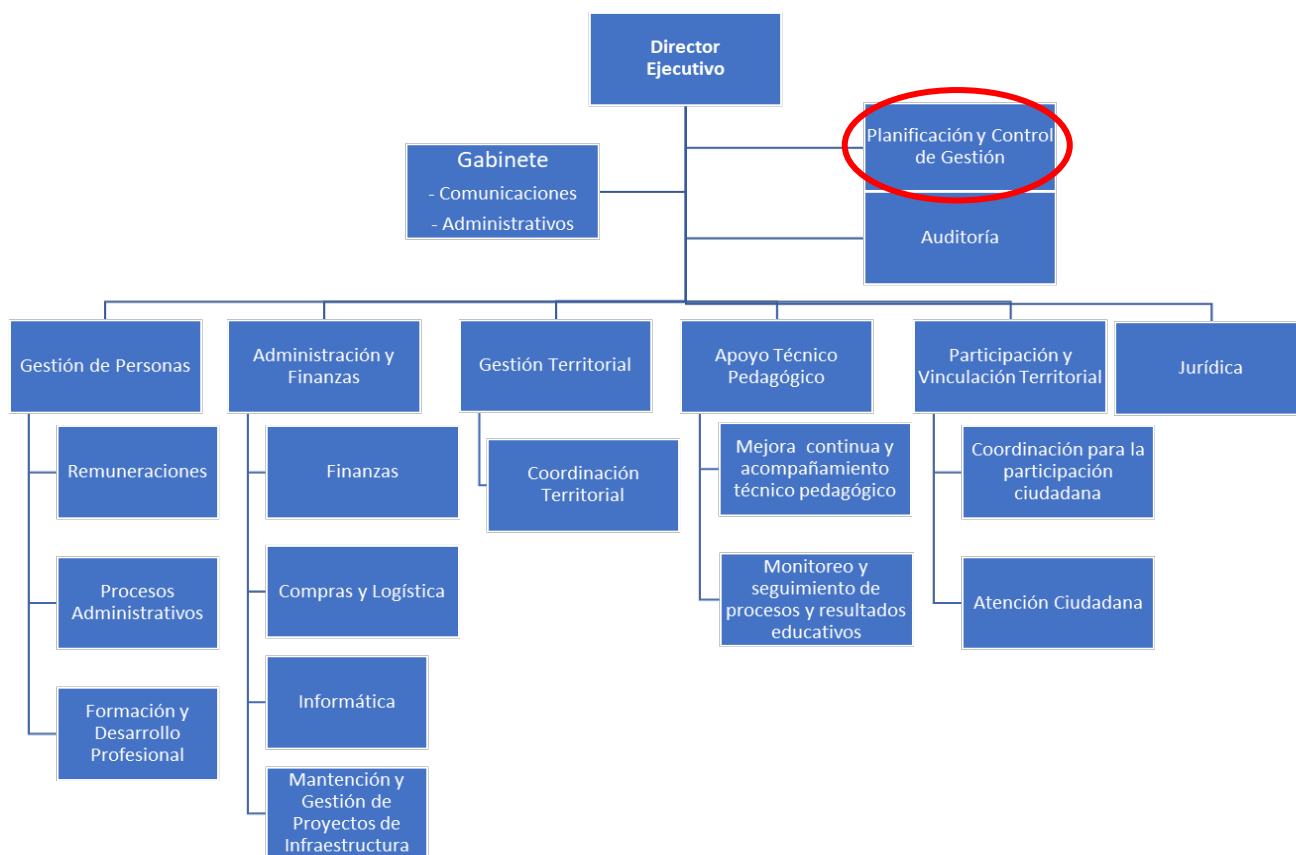 Director
Ejecutivo
Planificación y Control
de Gestión
Gabinete
- Comunicaciones
- Administrativos
Auditoría
Gestión de Personas
Administración y
Finanzas
Gestión Territorial
Apoyo Técnico
Pedagógico
Participación y
Vinculación Territorial
Jurídica
Remuneraciones
Finanzas
Coordinación
Territorial
Mejora continua y
acompañamiento
técnico pedagógico
Coordinación para la
participación
ciudadana
Procesos
Administrativos
Compras y Logística
Monitoreo y
seguimiento de
procesos y resultados
educativos
Atención Ciudadana
Formación y
Desarrollo
Profesional
Informática
Mantención y
Gestión de
Proyectos de
Infraestructura